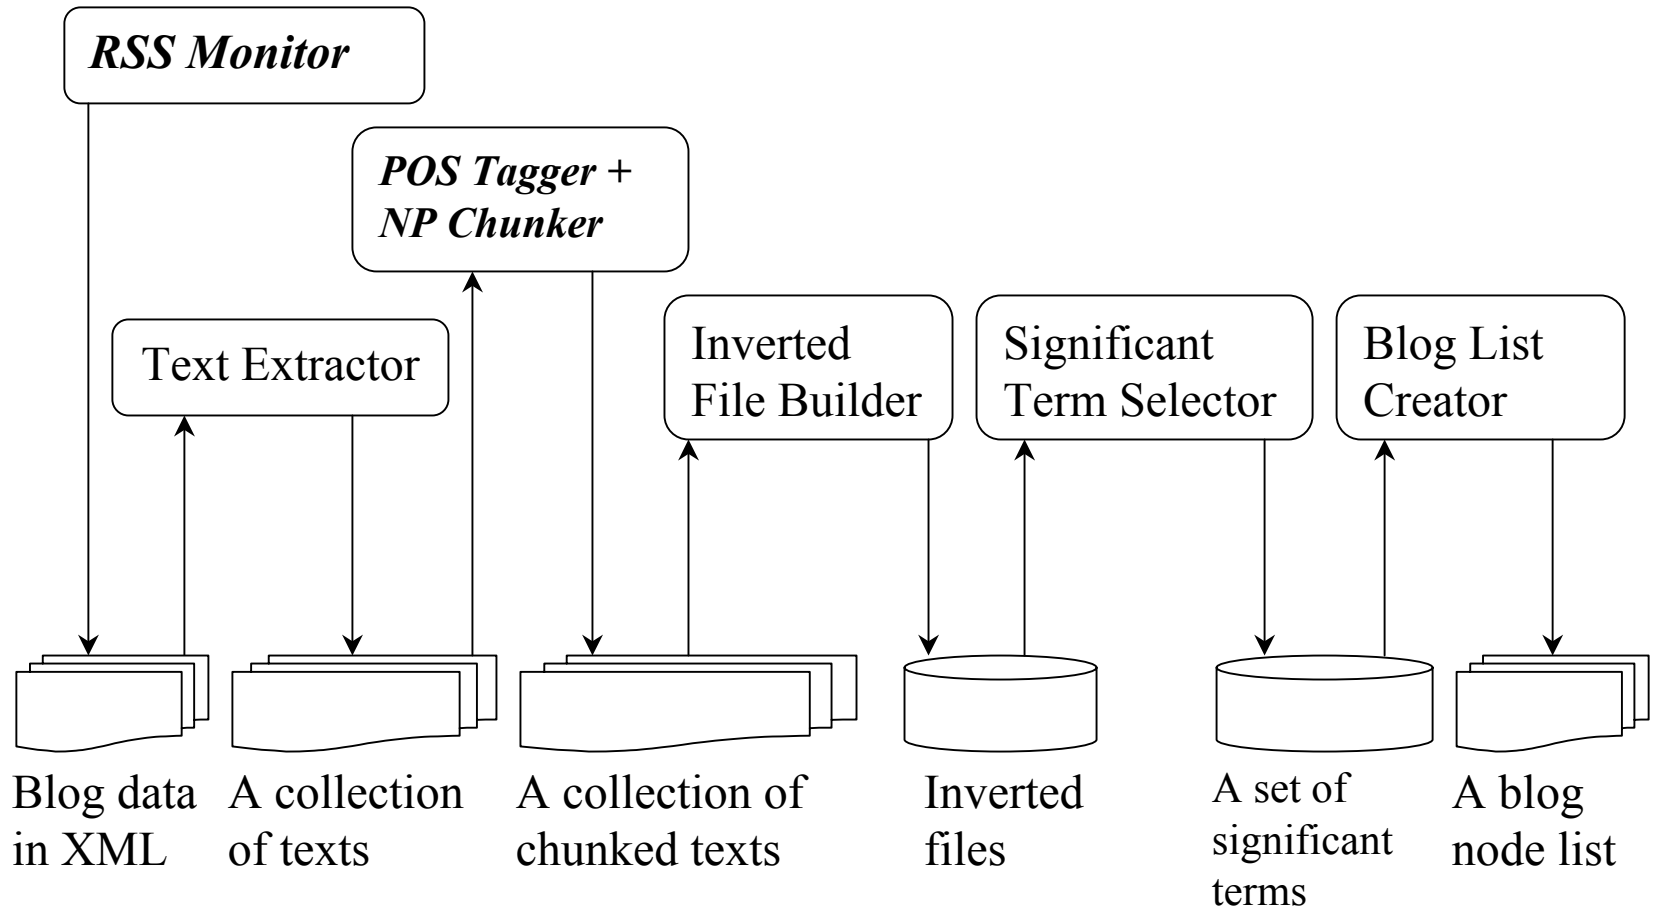 RSS Monitor
POS Tagger +
NP Chunker
Text Extractor
Inverted
File Builder
Significant
Term Selector
Blog List
Creator
Blog data
in XML
A collection
of texts
A collection of
chunked texts
Inverted
files
A set of
significant
terms
A blog
node list